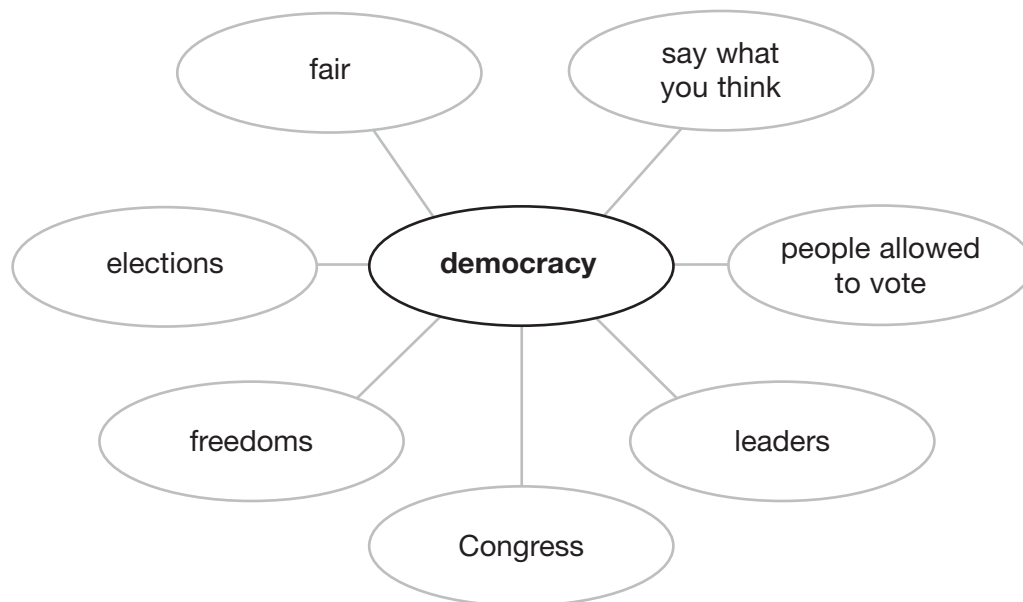 fair
say what
you think
elections
democracy
people allowed
to vote
freedoms
leaders
Congress